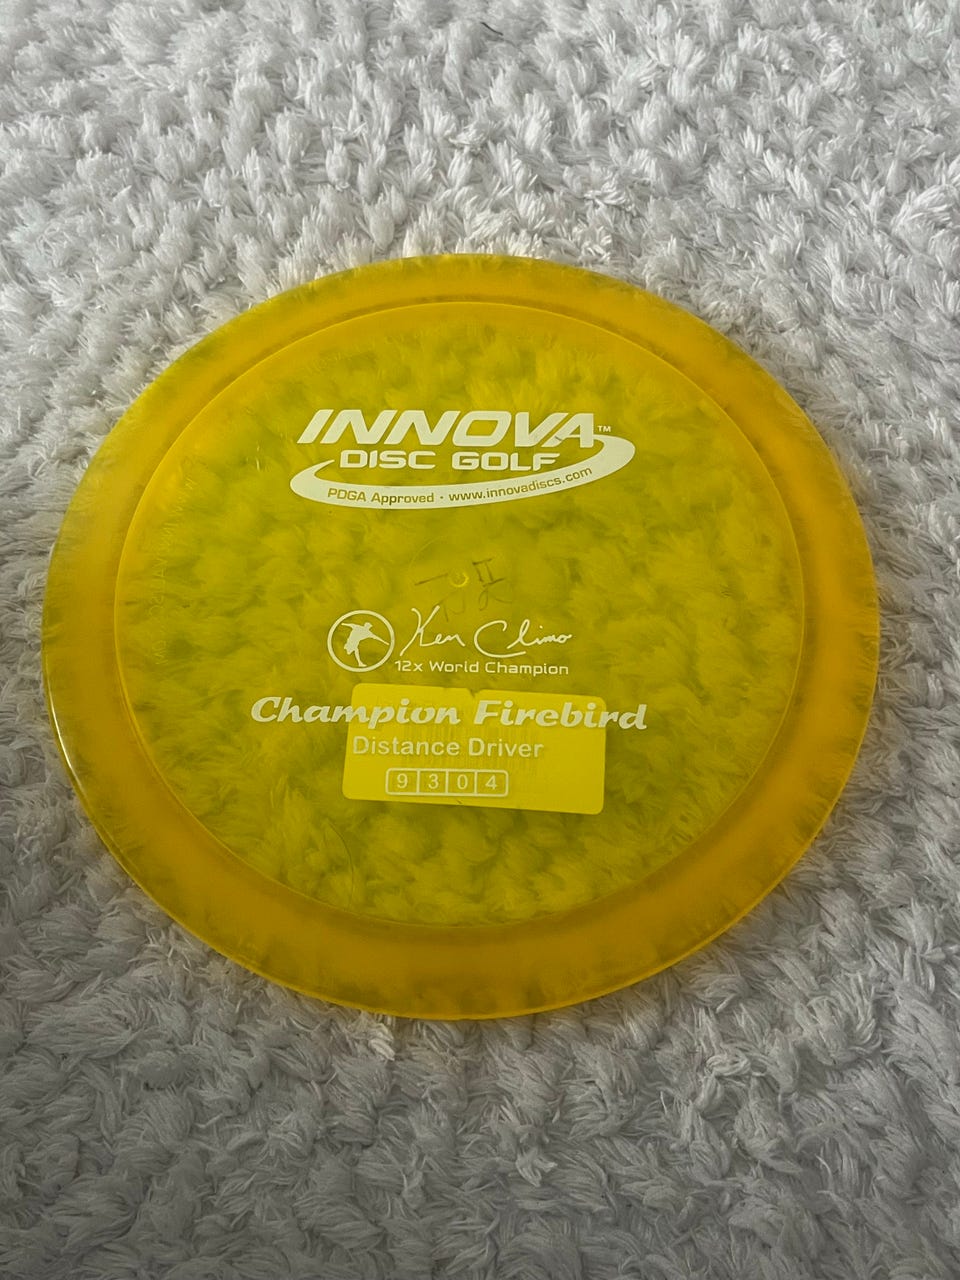 INNOVA™
DISC GOLF
PDGA Approved · www.innovadiscs.com
Ken Climo
12x World Champion
Champion Firebird
Distance Driver
9 3 0 4